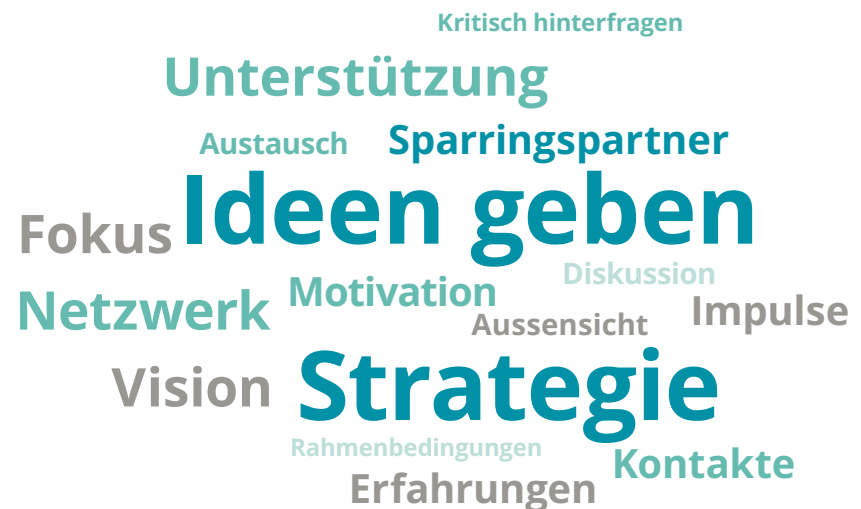 Kritisch hinterfragen
Unterstützung
Austausch
Sparringspartner
Ideen geben
Fokus
Diskussion
Motivation
Netzwerk
Impulse
Aussensicht
Vision
Strategie
Rahmenbedingungen
Kontakte
Erfahrungen